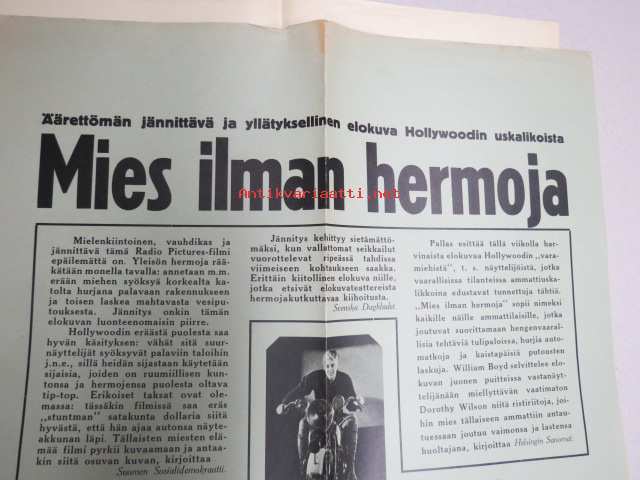 Äärettömän jännittävä ja yllätyksellinen elokuva Hollywoodin uskalikoista
Mies ilman hermoja
Antikvariaatti.net
Mielenkiintoinen, vauhdikas ja
jännittävä tämä Radio Pictures-filmi
epäilemättä on. Yleisön hermoja rää-
kätään monella tavalla: annetaan m.m.
erään miehen syöksyä korkealta ka-
tolta hurjana palavaan rakennukseen
ja toisen laskea mahtavasta vesipu-
touksesta. Jännitys onkin tämän
elokuvan luonteenomaisin piirre.
Hollywoodin eräästä puolesta saa
hyvän käsityksen: vähät sitä suur-
näyttelijät syöksyvät palaviin taloihin
j.n.e., sillä heidän sijastaan käytetään
sijaisia, joiden on ruumiillisen kun-
tonsa ja hermojensa puolesta oltava
tip-top. Erikoiset taksat ovat ole-
massa: tässäkin filmissä saa eräs
„stuntman" satakunta dollaria siitä
hyvästä, että hän ajaa autonsa näyte-
akkunan läpi. Tällaisten miesten elä-
mää filmi pyrkii kuvaamaan ja antaa-
kin siitä osuvan kuvan, kirjoittaa
Suomen Sosialidemokraatti.
Jännitys kehittyy sietämättö-
mäksi, kun vallattomat seikkailut
vuorottelevat ripeässä tahdissa
viimeiseen kohtaukseen saakka.
Erittäin kiitollinen elokuva niille,
jotka etsivät elokuvateattereista
hermojakutkuttavaa kiihoitusta.
Svenska Dagbladet.
Pallas esittää tällä viikolla harvi-
vinaista elokuvaa Hollywoodin „vara-
miehistä", t. s. näyttelijöistä, jotka
vaarallisissa tilanteissa ammattiuska-
likkoina edustavat tunnettuja tähtiä.
„Mies ilman hermoja" sopii nimeksi
kaikille näille ammattilaisille, jotka
joutuvat suorittamaan hengenvaaral-
lisia tehtäviä tulipaloissa, hurjia auto-
matkoja ja kaistapäisiä putousten
laskuja. William Boyd selvittelee elo-
kuvan juonen puitteissa vastanäyt-
telijänään miellyttävän vaatimaton
Dorothy Wilson niitä ristiriitoja, joi-
hin mies tällaiseen ammattiin antau-
tuessaan joutuu vaimonsa ja lastensa
huoltajana, kirjoittaa Helsingin Sanomat.